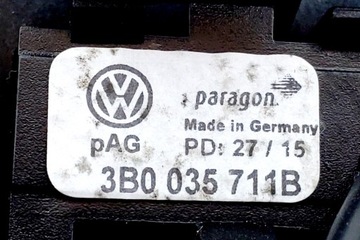 paragon
Made in Germany
pAG PD: 27 / 15
3B0 035 711B